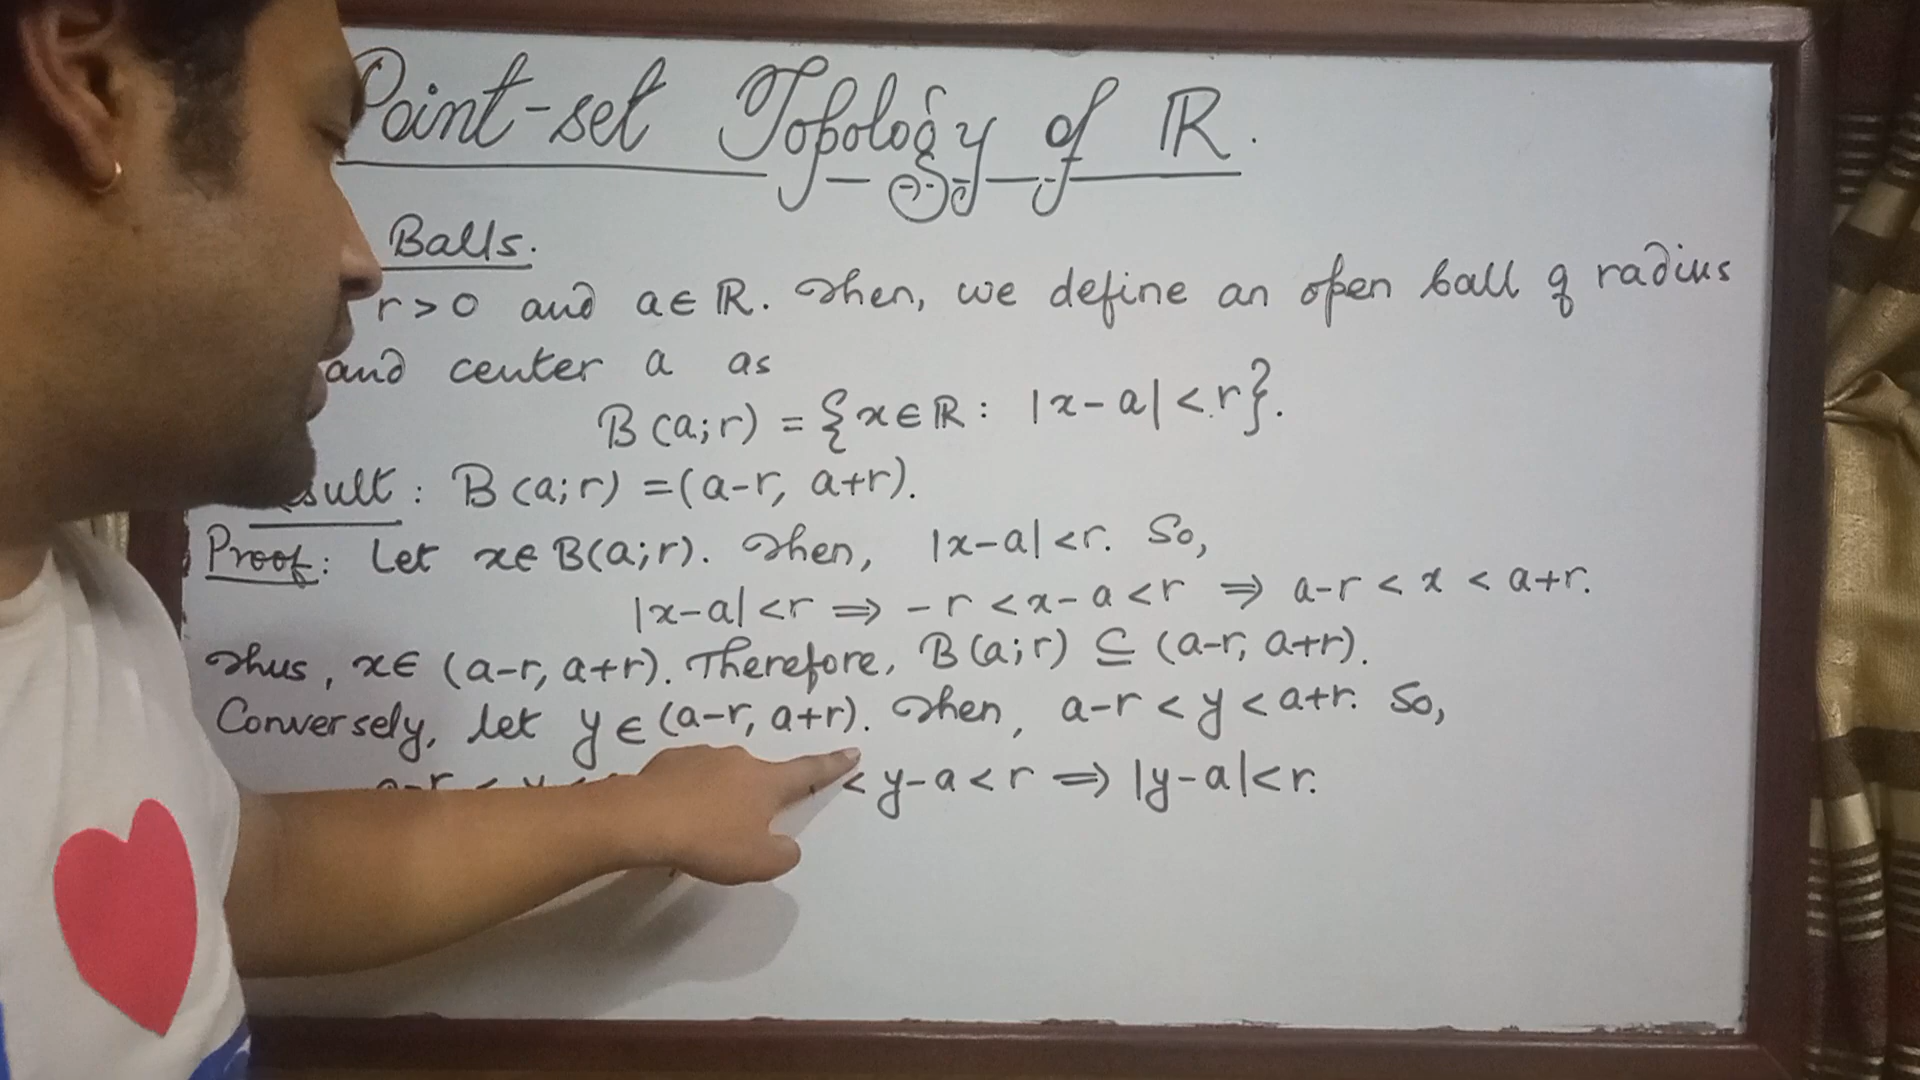 Point-set Topology of ℝ.
Balls.
r > 0 and a ∈ ℝ. Then, we define an open ball of radius
and center a as
B(a;r) = {x ∈ ℝ : |x-a| < r}.
sult : B(a;r) = (a-r, a+r).
Proof: Let x ∈ B(a;r). Then, |x-a| < r. So,
|x-a| < r ⇒ -r < x-a < r ⇒ a-r < x < a+r.
Thus, x ∈ (a-r, a+r). Therefore, B(a;r) ⊆ (a-r, a+r).
Conversely, let y ∈ (a-r, a+r). Then, a-r < y < a+r. So,
a-r < y < < y-a < r ⇒ |y-a| < r.